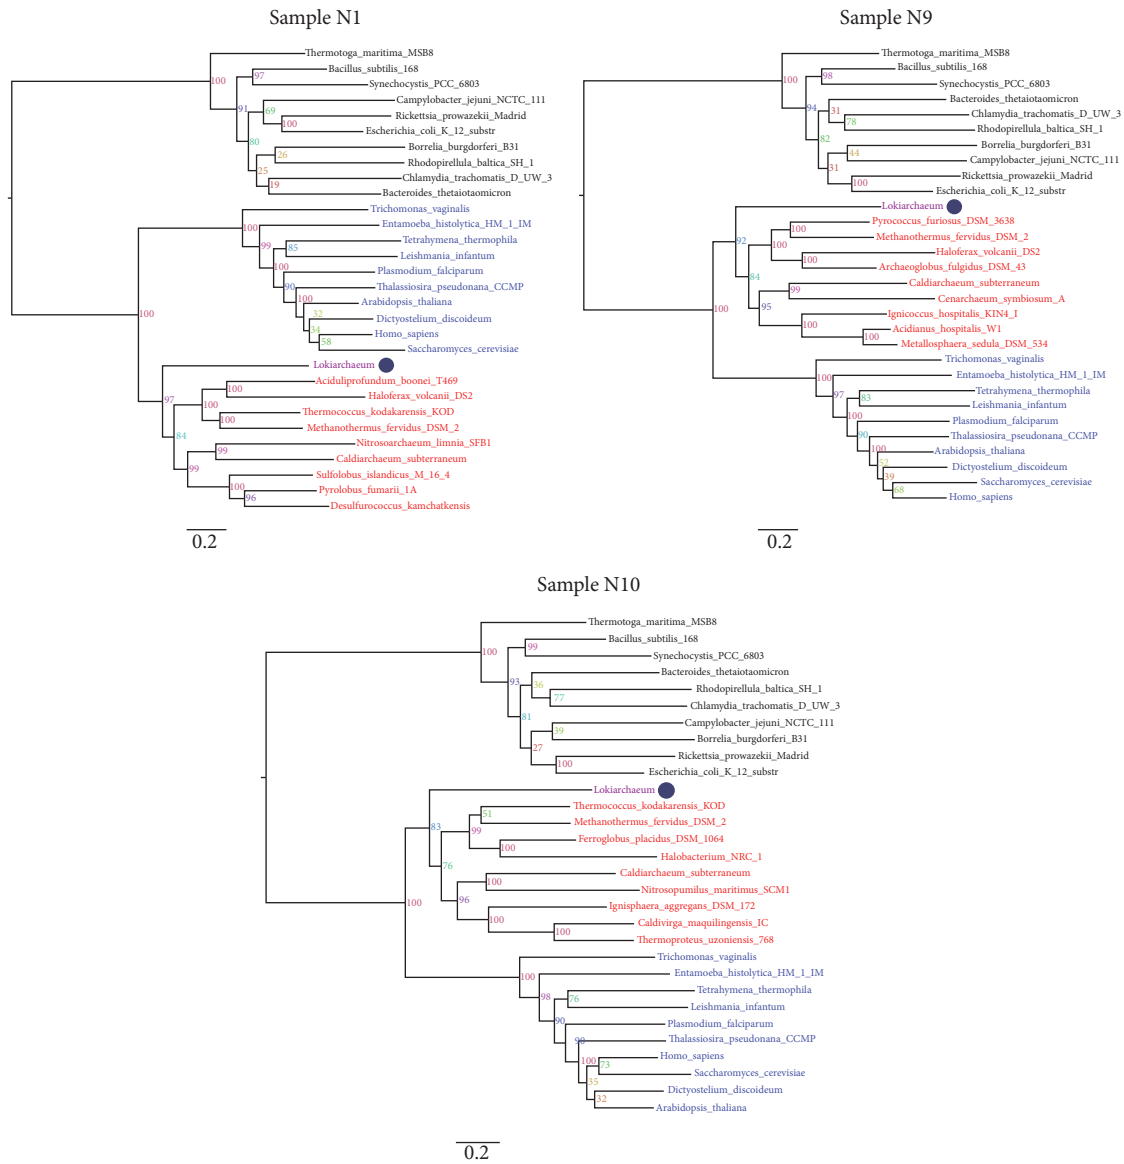 Sample N1
Thermotoga_maritima_MSB8
Bacillus_subtilis_168
97
Synechocystis_PCC_6803
100
Campylobacter_jejuni_NCTC_111
91
69
Rickettsia_prowazekii_Madrid
100
Escherichia_coli_K_12_substr
80
Borrelia_burgdorferi_B31
26
Rhodopirellula_baltica_SH_1
25
Chlamydia_trachomatis_D_UW_3
19
Bacteroides_thetaiotaomicron
Trichomonas_vaginalis
100
Entamoeba_histolytica_HM_1_IM
99
Tetrahymena_thermophila
85
Leishmania_infantum
100
Plasmodium_falciparum
90
Thalassiosira_pseudonana_CCMP
100
Arabidopsis_thaliana
32
Dictyostelium_discoideum
34
Homo_sapiens
58
Saccharomyces_cerevisiae
100
Lokiarchaeum
97
Aciduliprofundum_boonei_T469
100
Haloferax_volcanii_DS2
100
Thermococcus_kodakarensis_KOD
100
Methanothermus_fervidus_DSM_2
84
Nitrosoarchaeum_limnia_SFB1
99
Caldiarchaeum_subterraneum
99
Sulfolobus_islandicus_M_16_4
100
Pyrolobus_fumarii_1A
96
Desulfurococcus_kamchatkensis
0.2
Sample N9
Thermotoga_maritima_MSB8
Bacillus_subtilis_168
98
Synechocystis_PCC_6803
100
Bacteroides_thetaiotaomicron
94
31
Chlamydia_trachomatis_D_UW_3
78
Rhodopirellula_baltica_SH_1
82
Borrelia_burgdorferi_B31
44
Campylobacter_jejuni_NCTC_111
31
Rickettsia_prowazekii_Madrid
100
Escherichia_coli_K_12_substr
Lokiarchaeum
92
Pyrococcus_furiosus_DSM_3638
100
Methanothermus_fervidus_DSM_2
100
Haloferax_volcanii_DS2
100
Archaeoglobus_fulgidus_DSM_43
84
Caldiarchaeum_subterraneum
99
Cenarchaeum_symbiosum_A
95
Ignicoccus_hospitalis_KIN4_I
100
Acidianus_hospitalis_W1
100
Metallosphaera_sedula_DSM_534
100
Trichomonas_vaginalis
100
Entamoeba_histolytica_HM_1_IM
97
Tetrahymena_thermophila
83
Leishmania_infantum
100
Plasmodium_falciparum
90
Thalassiosira_pseudonana_CCMP
100
Arabidopsis_thaliana
52
Dictyostelium_discoideum
39
Saccharomyces_cerevisiae
68
Homo_sapiens
0.2
Sample N10
Thermotoga_maritima_MSB8
Bacillus_subtilis_168
99
Synechocystis_PCC_6803
100
Bacteroides_thetaiotaomicron
93
36
Rhodopirellula_baltica_SH_1
77
Chlamydia_trachomatis_D_UW_3
81
Campylobacter_jejuni_NCTC_111
39
Borrelia_burgdorferi_B31
27
Rickettsia_prowazekii_Madrid
100
Escherichia_coli_K_12_substr
Lokiarchaeum
83
Thermococcus_kodakarensis_KOD
51
Methanothermus_fervidus_DSM_2
99
Ferroglobus_placidus_DSM_1064
100
Halobacterium_NRC_1
76
Caldiarchaeum_subterraneum
100
Nitrosopumilus_maritimus_SCM1
96
Ignisphaera_aggregans_DSM_172
100
Caldivirga_maquilingensis_IC
100
Thermoproteus_uzoniensis_768
100
Trichomonas_vaginalis
100
Entamoeba_histolytica_HM_1_IM
98
Tetrahymena_thermophila
76
Leishmania_infantum
90
Plasmodium_falciparum
90
Thalassiosira_pseudonana_CCMP
Homo_sapiens
100
73
Saccharomyces_cerevisiae
35
Dictyostelium_discoideum
32
Arabidopsis_thaliana
0.2